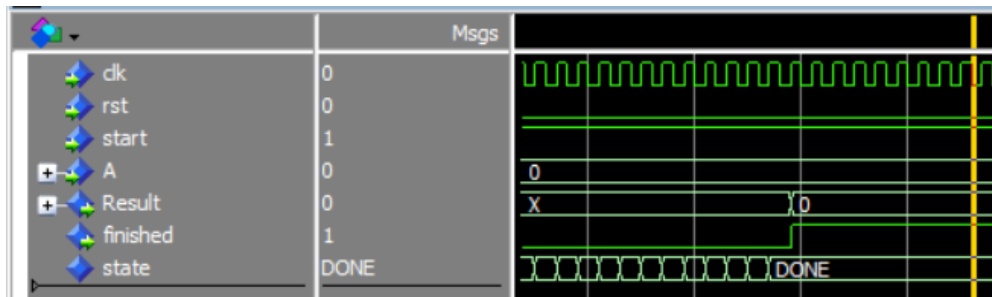 Msgs
clk 0
rst 0
start 1
A 0 0
Result 0 X 0
finished 1
state DONE DONE